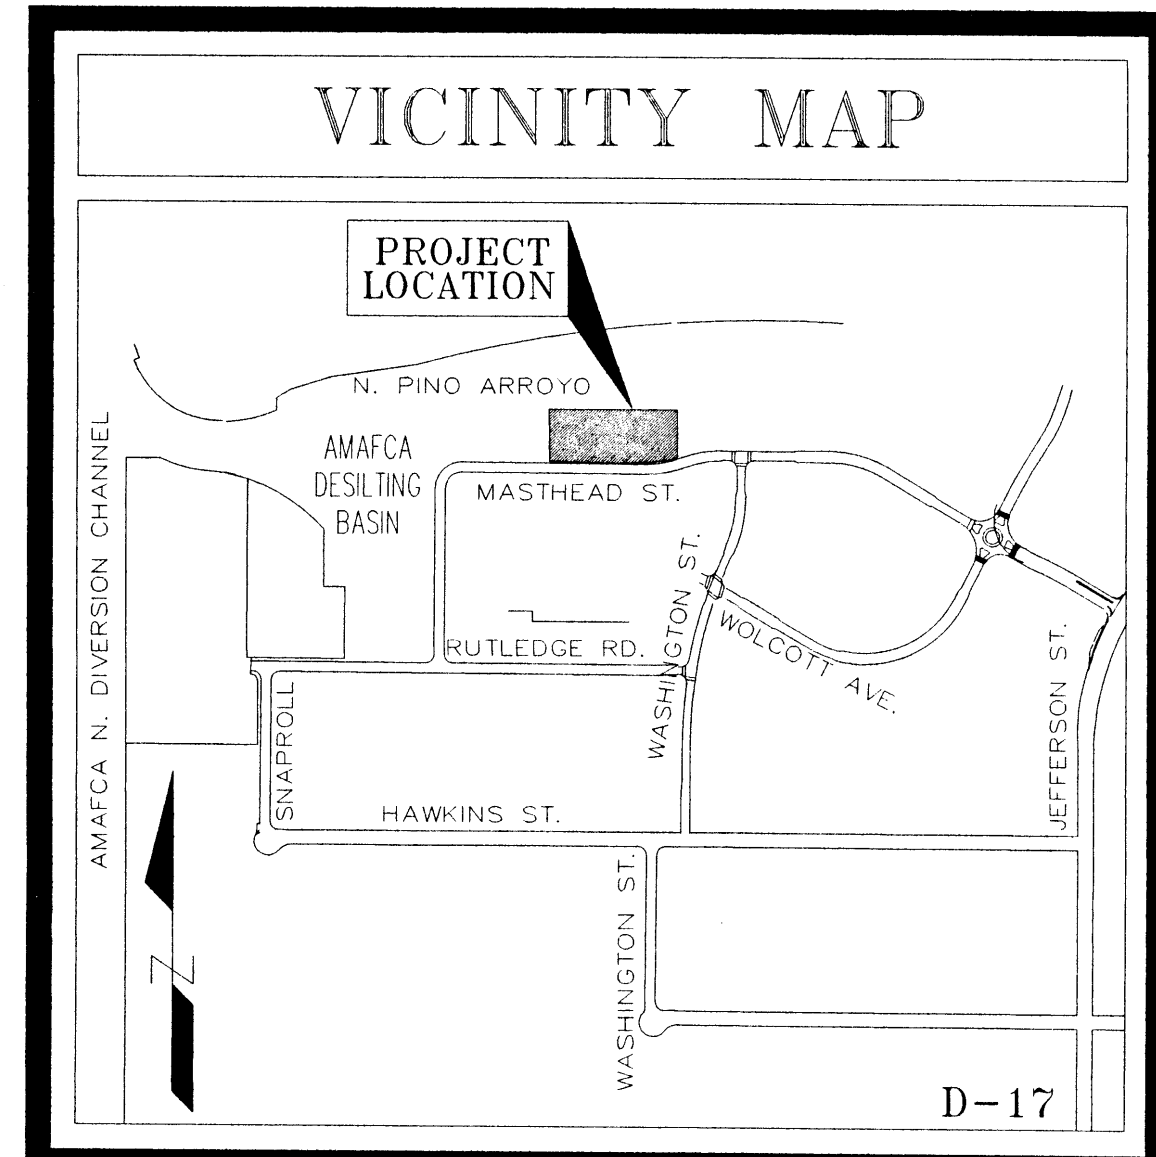 VICINITY MAP
PROJECT
LOCATION
N. PINO ARROYO
AMAFCA
DESILTING
BASIN
MASTHEAD ST.
AMAFCA N. DIVERSION CHANNEL
WASHINGTON ST.
WOLCOTT AVE.
RUTLEDGE RD.
JEFFERSON ST.
SNAPROLL
HAWKINS ST.
WASHINGTON ST.
N
D-17